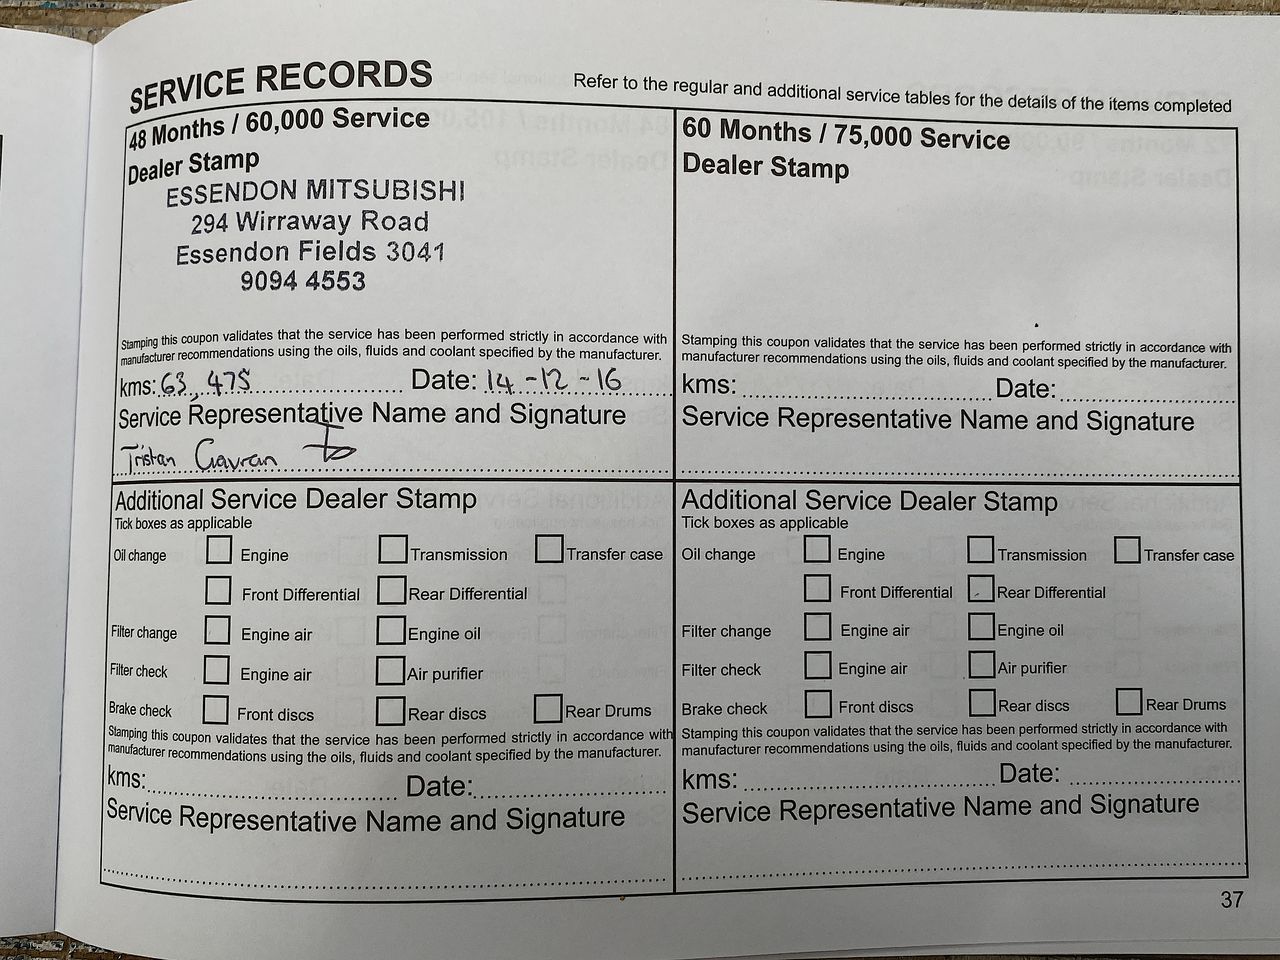 SERVICE RECORDS
Refer to the regular and additional service tables for the details of the items completed
48 Months / 60,000 Service
Dealer Stamp
ESSENDON MITSUBISHI
294 Wirraway Road
Essendon Fields 3041
9094 4553
Stamping this coupon validates that the service has been performed strictly in accordance with
manufacturer recommendations using the oils, fluids and coolant specified by the manufacturer.
kms: 63,475 Date: 14-12-16
Service Representative Name and Signature
Tristan Gavran
60 Months / 75,000 Service
Dealer Stamp
Stamping this coupon validates that the service has been performed strictly in accordance with
manufacturer recommendations using the oils, fluids and coolant specified by the manufacturer.
kms: Date:
Service Representative Name and Signature
Additional Service Dealer Stamp
Tick boxes as applicable
Oil change Engine Transmission Transfer case
Front Differential Rear Differential
Filter change Engine air Engine oil
Filter check Engine air Air purifier
Brake check Front discs Rear discs Rear Drums
Stamping this coupon validates that the service has been performed strictly in accordance with
manufacturer recommendations using the oils, fluids and coolant specified by the manufacturer.
kms: Date:
Service Representative Name and Signature
Additional Service Dealer Stamp
Tick boxes as applicable
Oil change Engine Transmission Transfer case
Front Differential Rear Differential
Filter change Engine air Engine oil
Filter check Engine air Air purifier
Brake check Front discs Rear discs Rear Drums
Stamping this coupon validates that the service has been performed strictly in accordance with
manufacturer recommendations using the oils, fluids and coolant specified by the manufacturer.
kms: Date:
Service Representative Name and Signature
37